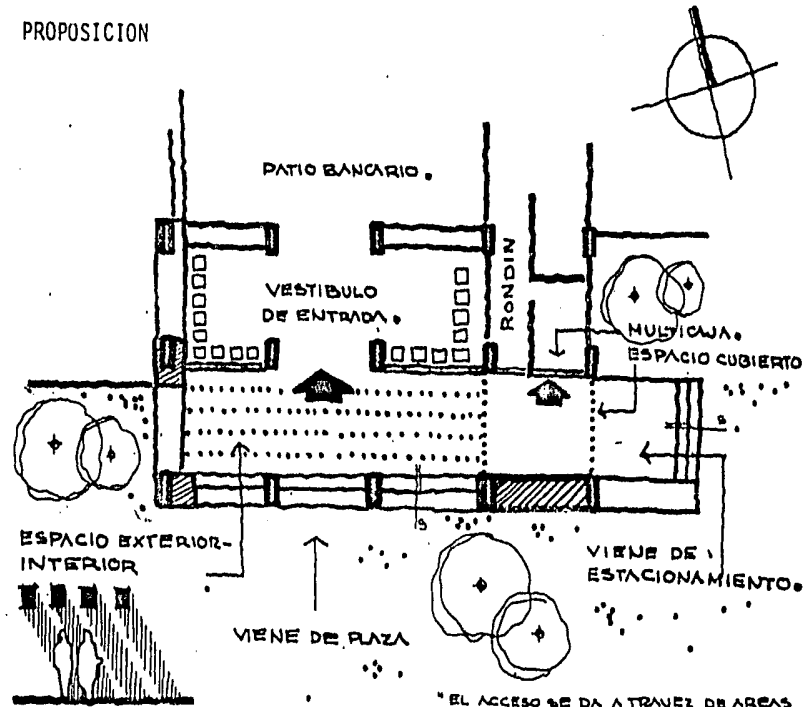 PROPOSICION
PATIO BANCARIO.
VESTIBULO
DE ENTRADA.
RONDIN
MULTICAJA.
ESPACIO CUBIERTO
B
B
ESPACIO EXTERIOR-
INTERIOR
VIENE DE
ESTACIONAMIENTO.
VIENE DE PLAZA
"EL ACCESO SE DA A TRAVEZ DE AREAS